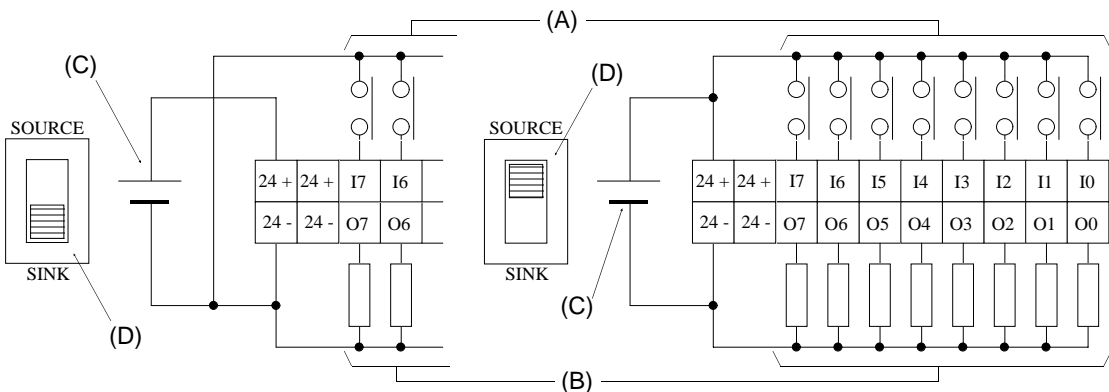 (A)
(C)
(D)
SOURCE
SOURCE
24 + 24 + I7 I6
24 + 24 + I7 I6 I5 I4 I3 I2 I1 I0
24 - 24 - O7 O6
24 - 24 - O7 O6 O5 O4 O3 O2 O1 O0
SINK
SINK
(D)
(C)
(B)